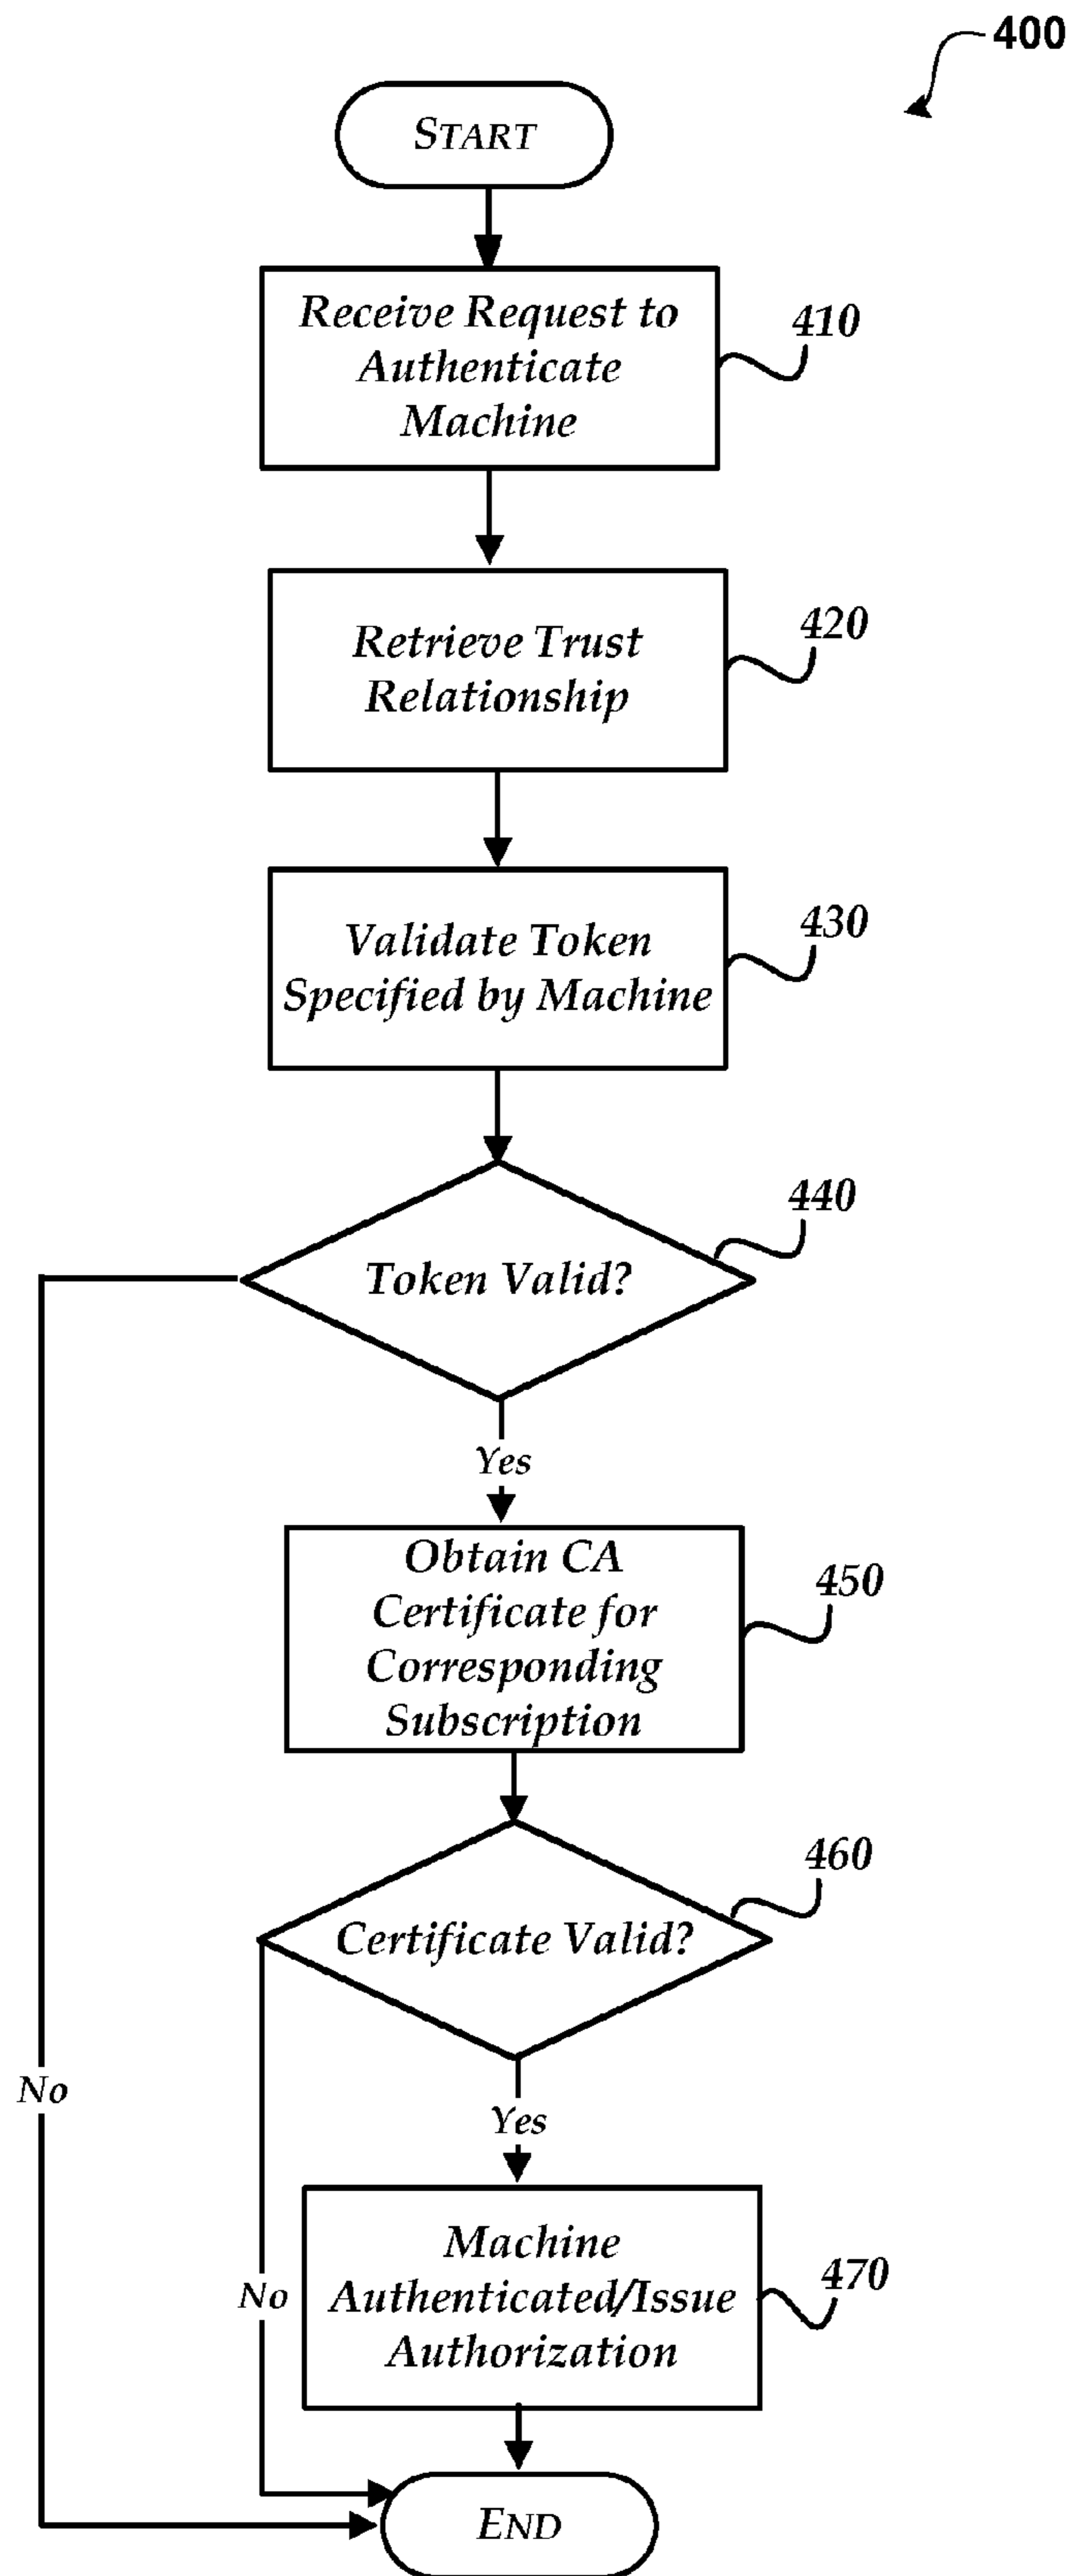 400
START
Receive Request to
Authenticate
Machine
410
Retrieve Trust
Relationship
420
Validate Token
Specified by Machine
430
Token Valid?
440
Yes
Obtain CA
Certificate for
Corresponding
Subscription
450
Certificate Valid?
460
No
Yes
Machine
Authenticated/Issue
Authorization
470
No
END